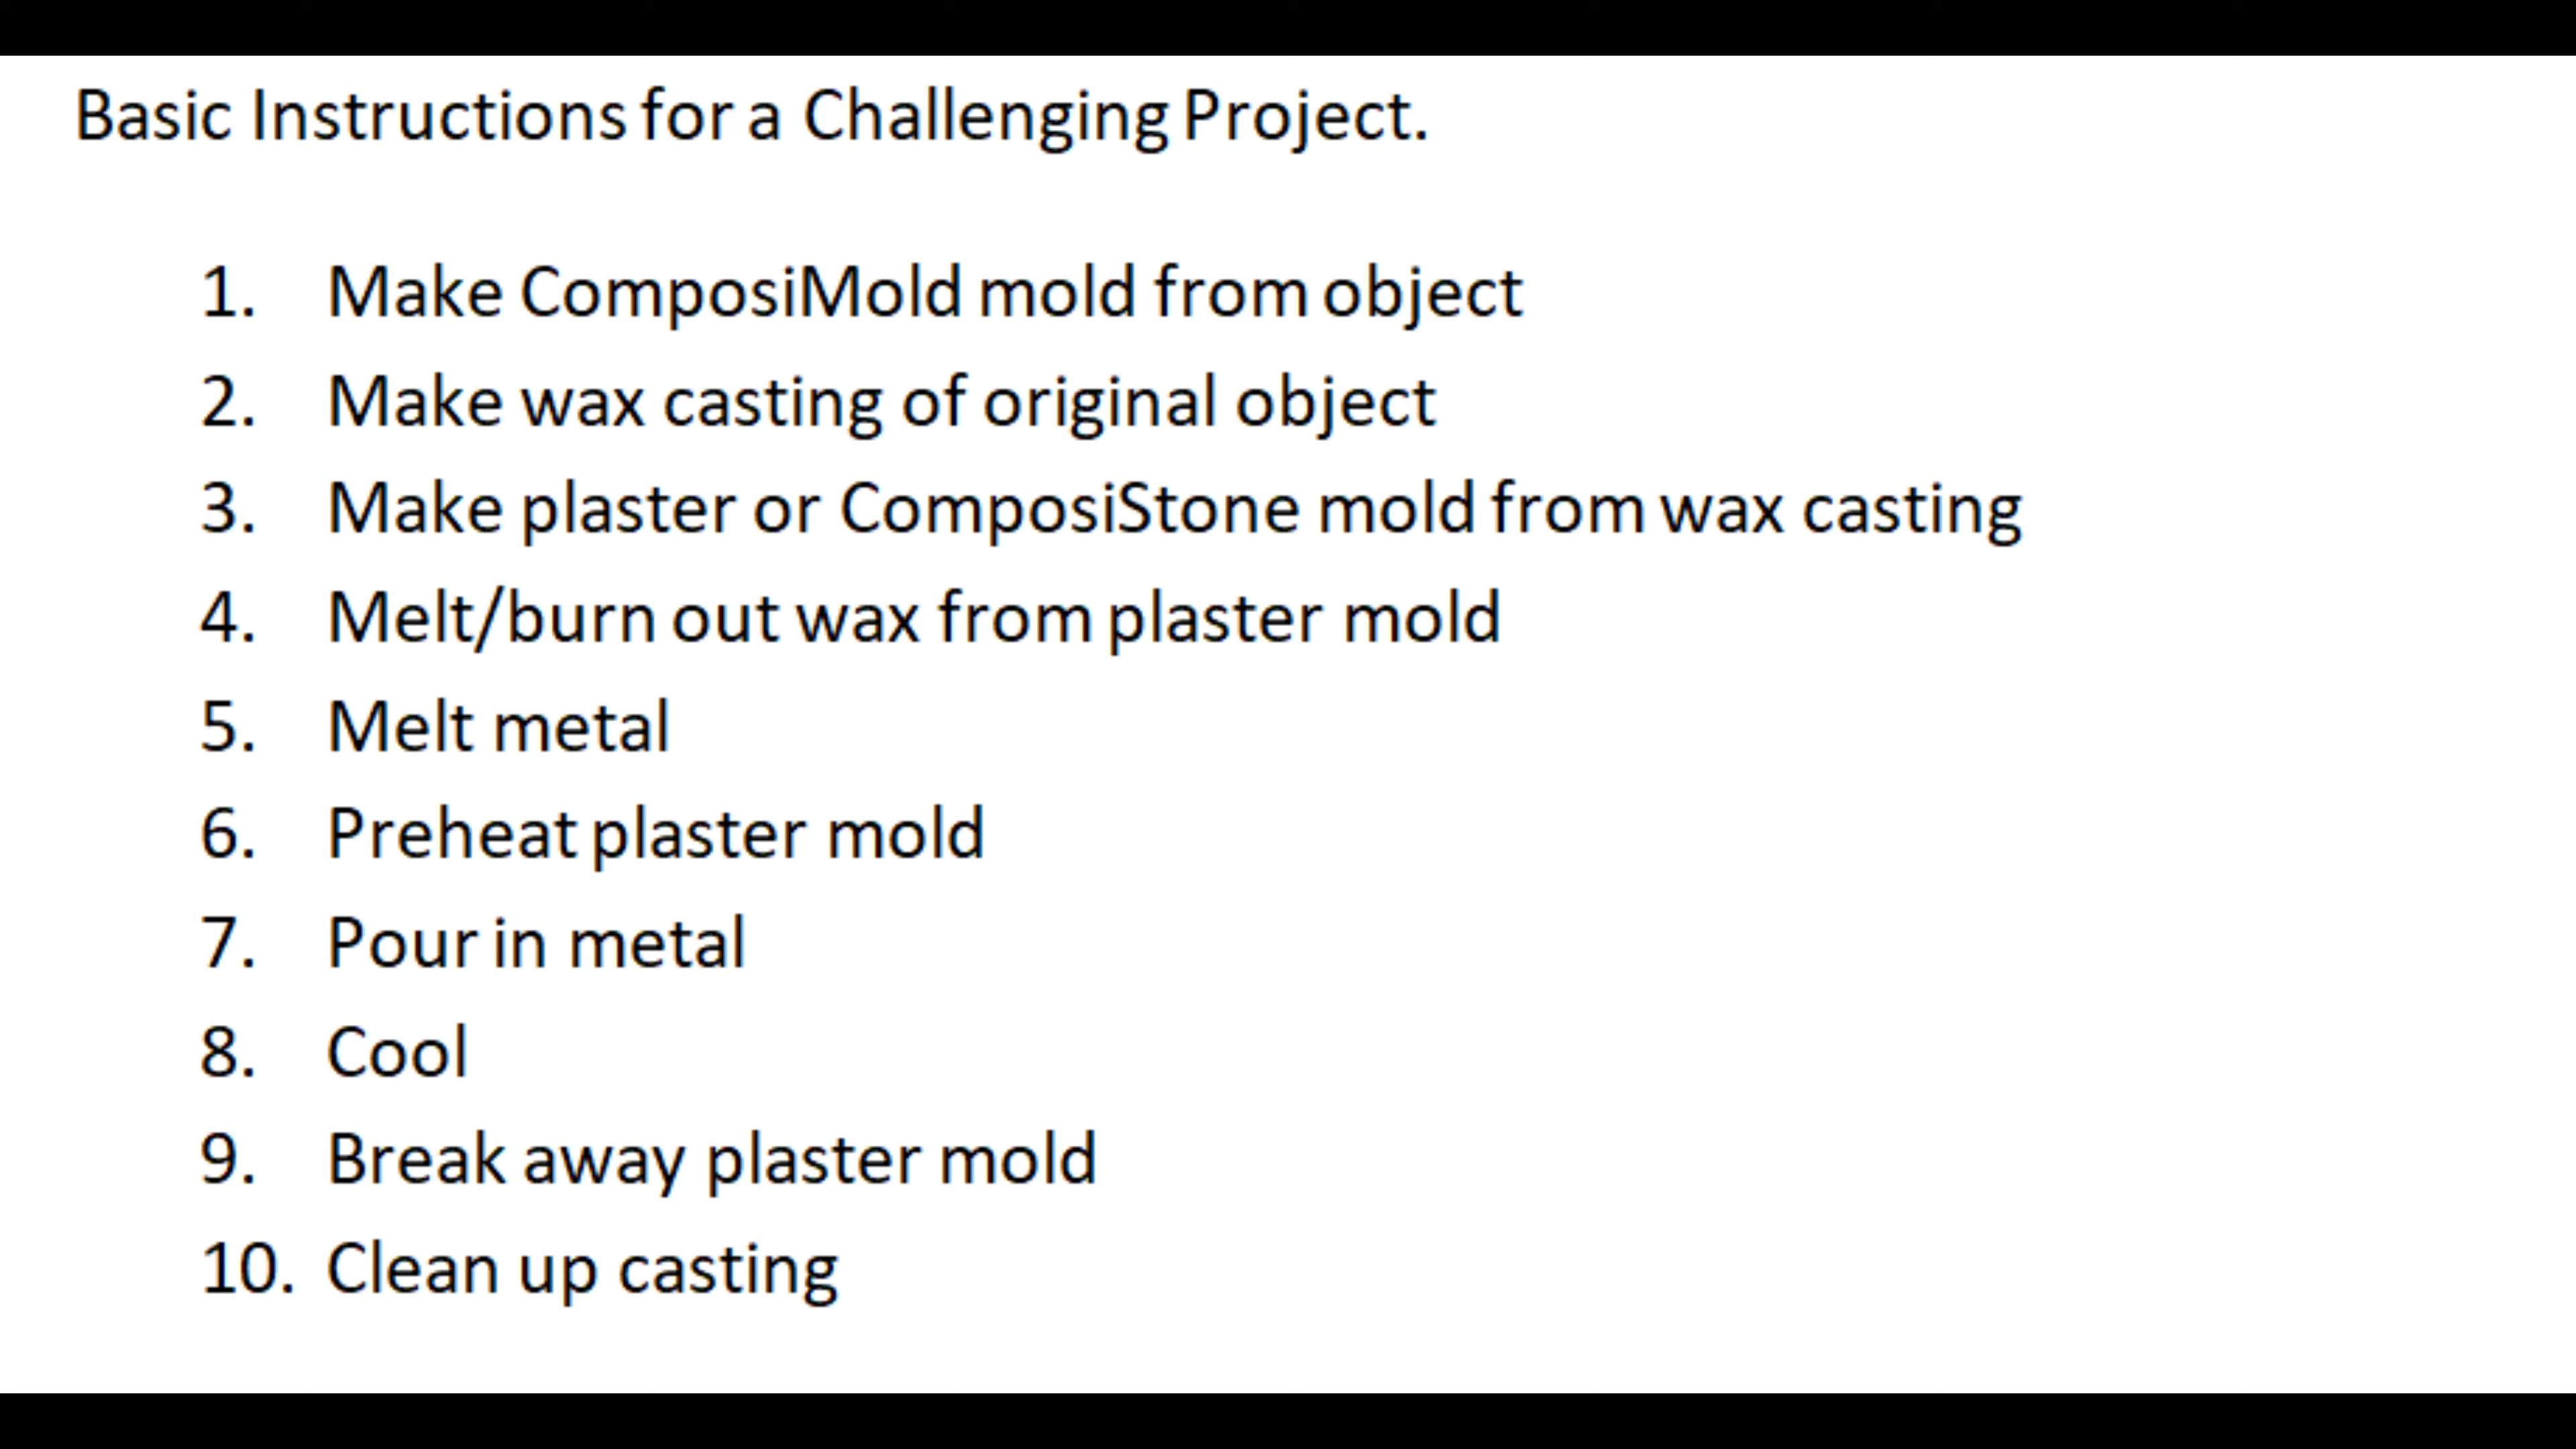 Basic Instructions for a Challenging Project.
1. Make ComposiMold mold from object
2. Make wax casting of original object
3. Make plaster or ComposiStone mold from wax casting
4. Melt/burn out wax from plaster mold
5. Melt metal
6. Preheat plaster mold
7. Pour in metal
8. Cool
9. Break away plaster mold
10. Clean up casting